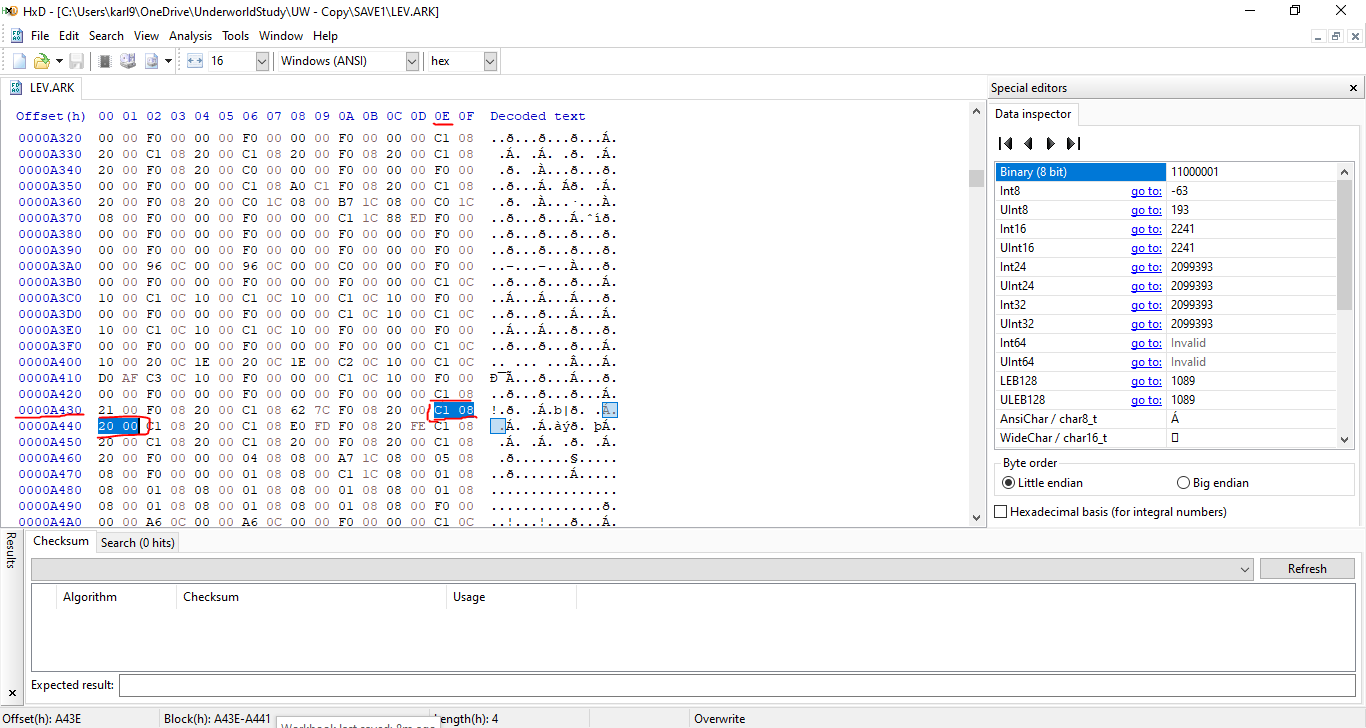 HxD - [C:\Users\karl9\OneDrive\UnderworldStudy\UW - Copy\SAVE1\LEV.ARK]
File Edit Search View Analysis Tools Window Help
16 Windows (ANSI) hex
LEV.ARK
Offset(h) 00 01 02 03 04 05 06 07 08 09 0A 0B 0C 0D 0E 0F Decoded text
0000A320 00 00 F0 00 00 00 F0 00 00 00 F0 00 00 00 C1 08 ..ð...ð...ð...Á.
0000A330 20 00 C1 08 20 00 C1 08 20 00 F0 08 20 00 C1 08  .Á. .Á. .ð. .Á.
0000A340 20 00 F0 08 20 00 C0 00 00 00 F0 00 00 00 F0 00  .ð. .À...ð...ð.
0000A350 00 00 F0 00 00 00 C1 08 A0 C1 F0 08 20 00 C1 08 ..ð...Á. Áð. .Á.
0000A360 20 00 F0 08 20 00 C0 1C 08 00 B7 1C 08 00 C0 1C  .ð. .À...·...À.
0000A370 08 00 F0 00 00 00 F0 00 00 00 C1 1C 88 ED F0 00 ..ð...ð...Á.ˆíð.
0000A380 00 00 F0 00 00 00 F0 00 00 00 F0 00 00 00 F0 00 ..ð...ð...ð...ð.
0000A390 00 00 F0 00 00 00 F0 00 00 00 F0 00 00 00 F0 00 ..ð...ð...ð...ð.
0000A3A0 00 00 96 0C 00 00 96 0C 00 00 C0 00 00 00 F0 00 ..–...–...À...ð.
0000A3B0 00 00 F0 00 00 00 F0 00 00 00 F0 00 00 00 C1 0C ..ð...ð...ð...Á.
0000A3C0 10 00 C1 0C 10 00 C1 0C 10 00 C1 0C 10 00 F0 00 ..Á...Á...Á...ð.
0000A3D0 00 00 F0 00 00 00 F0 00 00 00 F0 00 00 00 C1 0C ..ð...ð...ð...Á.
0000A3E0 10 00 C1 0C 10 00 C1 0C 10 00 F0 00 00 00 F0 00 ..Á...Á...ð...ð.
0000A3F0 00 00 F0 00 00 00 F0 00 00 00 F0 00 00 00 C1 0C ..ð...ð...ð...Á.
0000A400 10 00 20 0C 1E 00 20 0C 1E 00 C2 0C 10 00 C1 0C .. ... ...Â...Á.
0000A410 D0 AF C3 0C 10 00 F0 00 00 00 C1 0C 10 00 F0 00 Ð¯Ã...ð...Á...ð.
0000A420 00 00 F0 00 00 00 F0 00 00 00 F0 00 00 00 C1 08 ..ð...ð...ð...Á.
0000A430 21 00 F0 08 20 00 C1 08 62 7C F0 08 20 00 C1 08 !.ð. .Á.b|ð. .Á.
0000A440 20 00 C1 08 20 00 C1 08 E0 FD F0 08 20 FE C1 08  .Á. .Á.àýð. þÁ.
0000A450 20 00 C1 08 20 00 C1 08 20 00 F0 08 20 00 C1 08  .Á. .Á. .ð. .Á.
0000A460 20 00 F0 00 00 00 04 08 08 00 A7 1C 08 00 05 08  .ð.......§.....
0000A470 08 00 F0 00 00 00 01 08 08 00 C1 1C 08 00 01 08 ..ð.......Á.....
0000A480 08 00 01 08 08 00 01 08 08 00 01 08 08 00 01 08 ................
0000A490 08 00 01 08 08 00 01 08 08 00 01 08 08 00 F0 00 ..............ð.
0000A4A0 00 00 A6 0C 00 00 A6 0C 00 00 F0 00 00 00 C1 0C ..¦...¦...ð...Á.
Special editors
Data inspector
Binary (8 bit) 11000001
Int8 go to: -63
UInt8 go to: 193
Int16 go to: 2241
UInt16 go to: 2241
Int24 go to: 2099393
UInt24 go to: 2099393
Int32 go to: 2099393
UInt32 go to: 2099393
Int64 go to: Invalid
UInt64 go to: Invalid
LEB128 go to: 1089
ULEB128 go to: 1089
AnsiChar / char8_t Á
WideChar / char16_t
Byte order
Little endian Big endian
Hexadecimal basis (for integral numbers)
Results
Checksum Search (0 hits)
Refresh
Algorithm Checksum Usage
Expected result:
Offset(h): A43E Block(h): A43E-A441 ength(h): 4 Overwrite